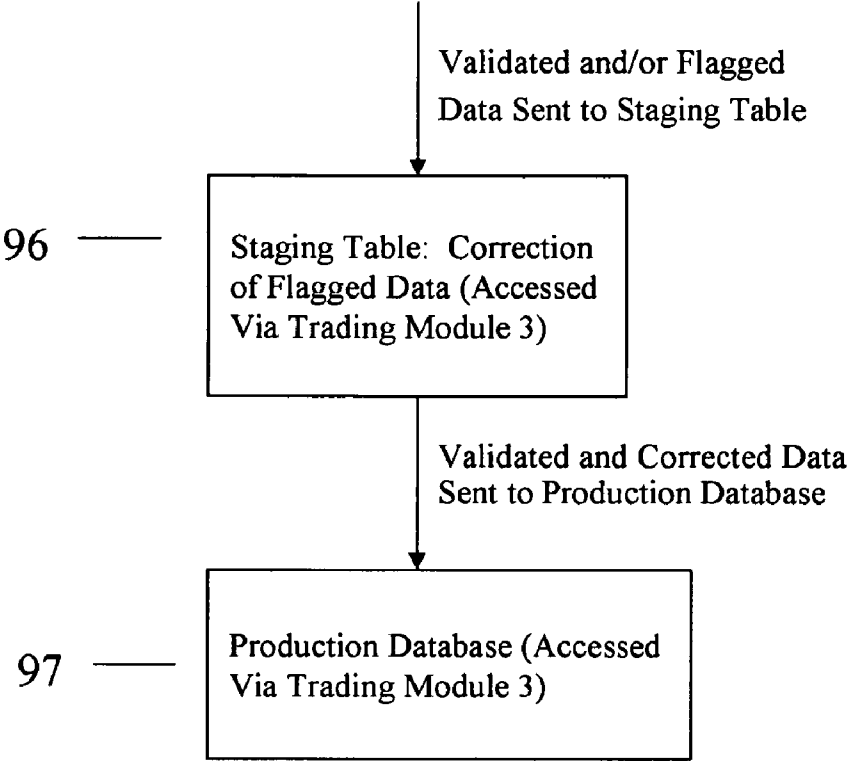 Validated and/or Flagged
Data Sent to Staging Table
96
Staging Table: Correction
of Flagged Data (Accessed
Via Trading Module 3)
Validated and Corrected Data
Sent to Production Database
97
Production Database (Accessed
Via Trading Module 3)